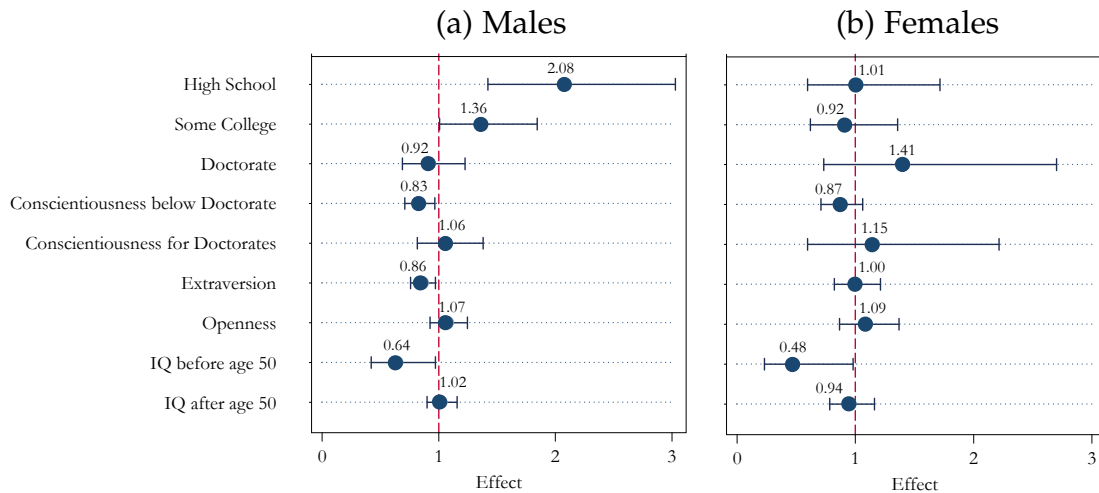 (a) Males
(b) Females
High School
2.08
1.01
Some College
1.36
0.92
Doctorate
0.92
1.41
Conscientiousness below Doctorate
0.83
0.87
Conscientiousness for Doctorates
1.06
1.15
Extraversion
0.86
1.00
Openness
1.07
1.09
IQ before age 50
0.64
0.48
IQ after age 50
1.02
0.94
0 1 2 3
0 1 2 3
Effect
Effect